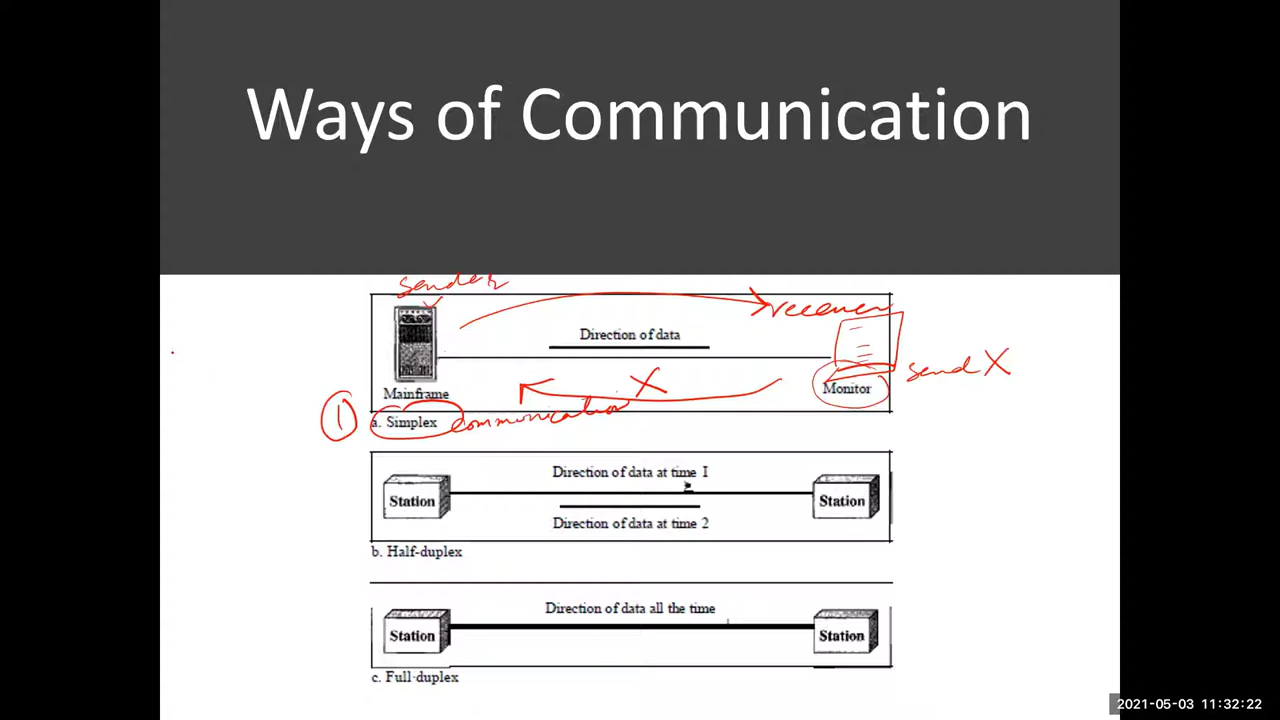 Ways of Communication
sender
receiver
Direction of data
send X
Mainframe
X
Monitor
1
a. Simplex communication
Direction of data at time I
Station
Station
Direction of data at time 2
b. Half-duplex
Direction of data all the time
Station
Station
c. Full-duplex
2021-05-03 11:32:22